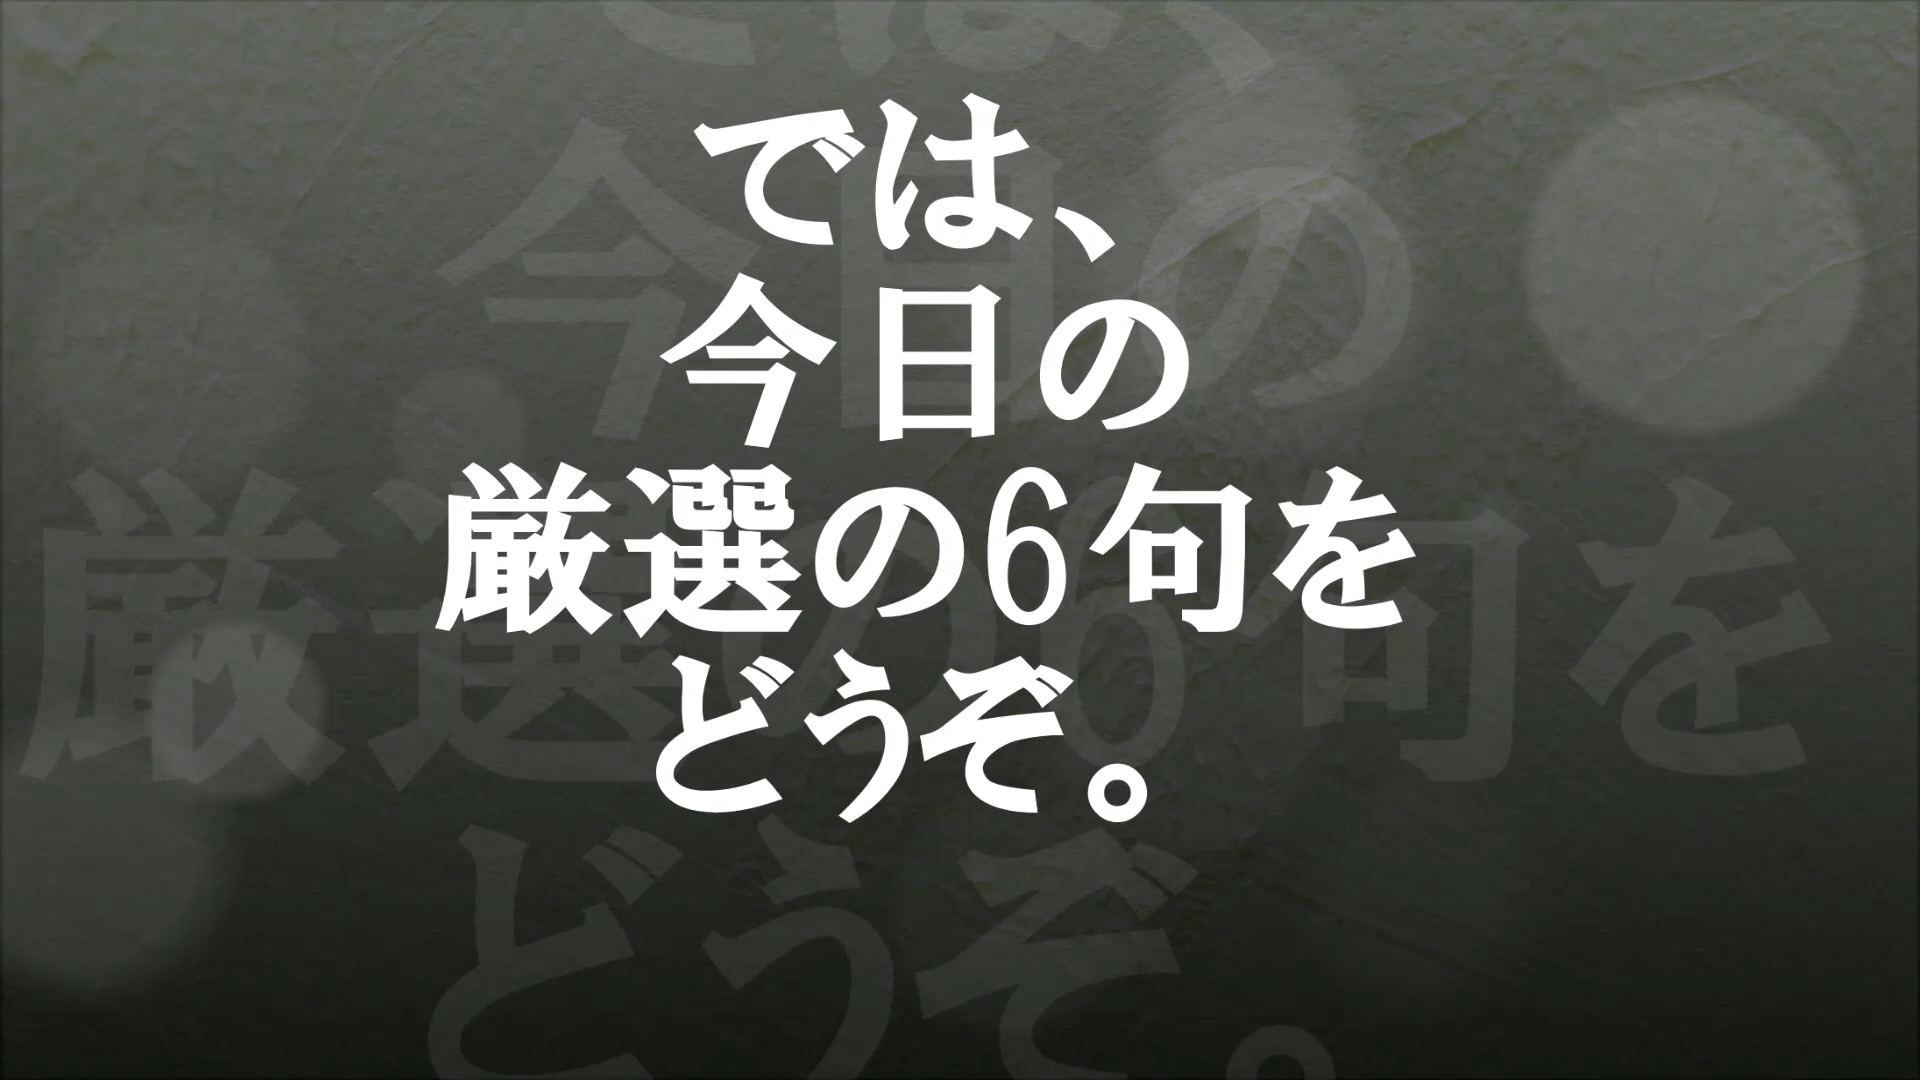 では、
今日の
厳選の6句を
どうぞ。